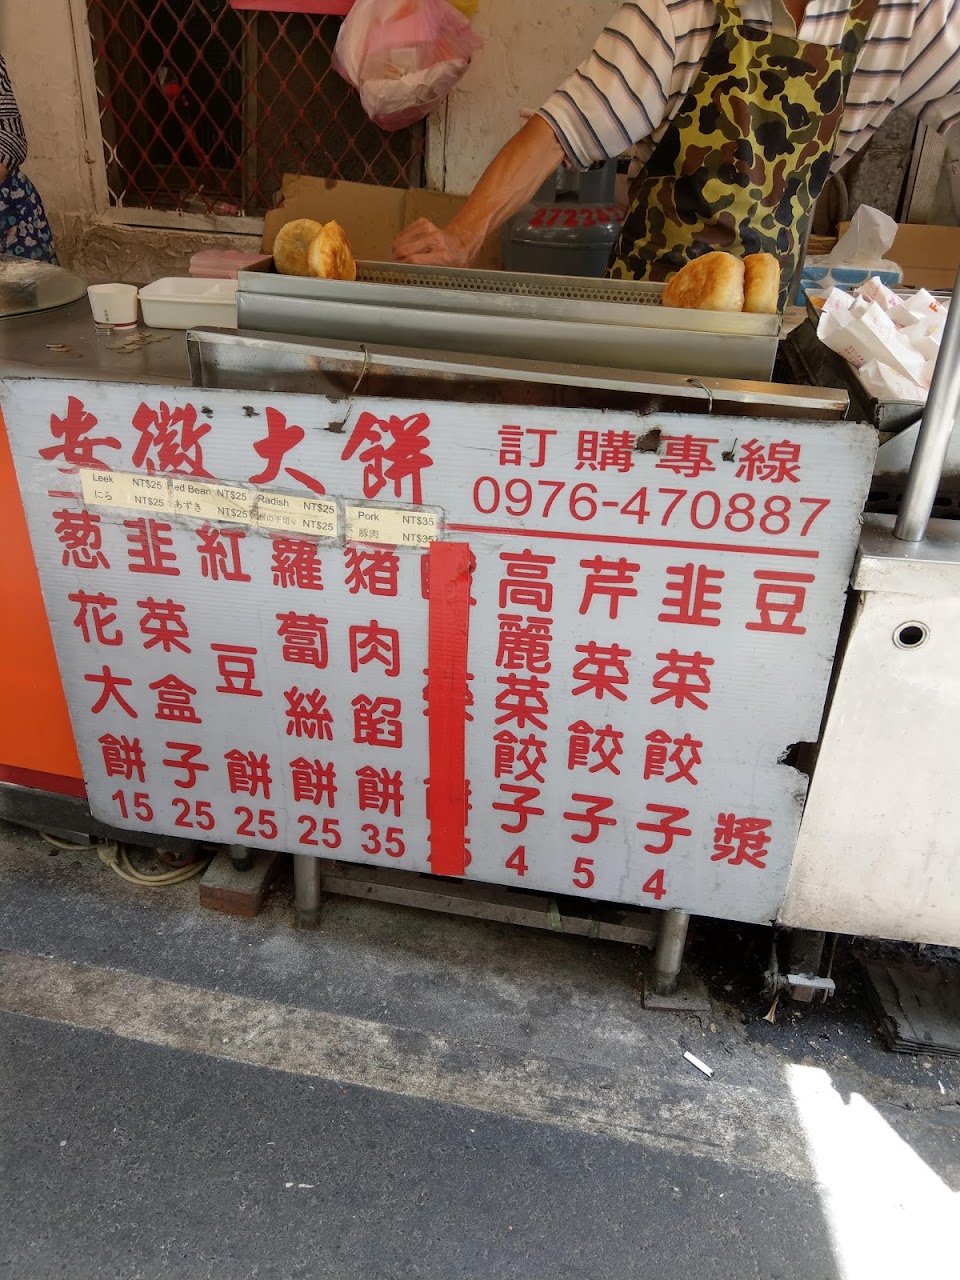 安徽大餅
訂購專線
0976-470887
Leek NT$25
にら NT$25
Red Bean NT$25
あずき NT$25
Radish NT$25
NT$25
Pork NT$35
豚肉 NT$35
葱花大餅 15
韭菜盒子 25
紅豆餅 25
蘿蔔絲餅 25
豬肉餡餅 35
高麗菜餃子 4
芹菜餃子 5
韭菜餃子 4
豆漿